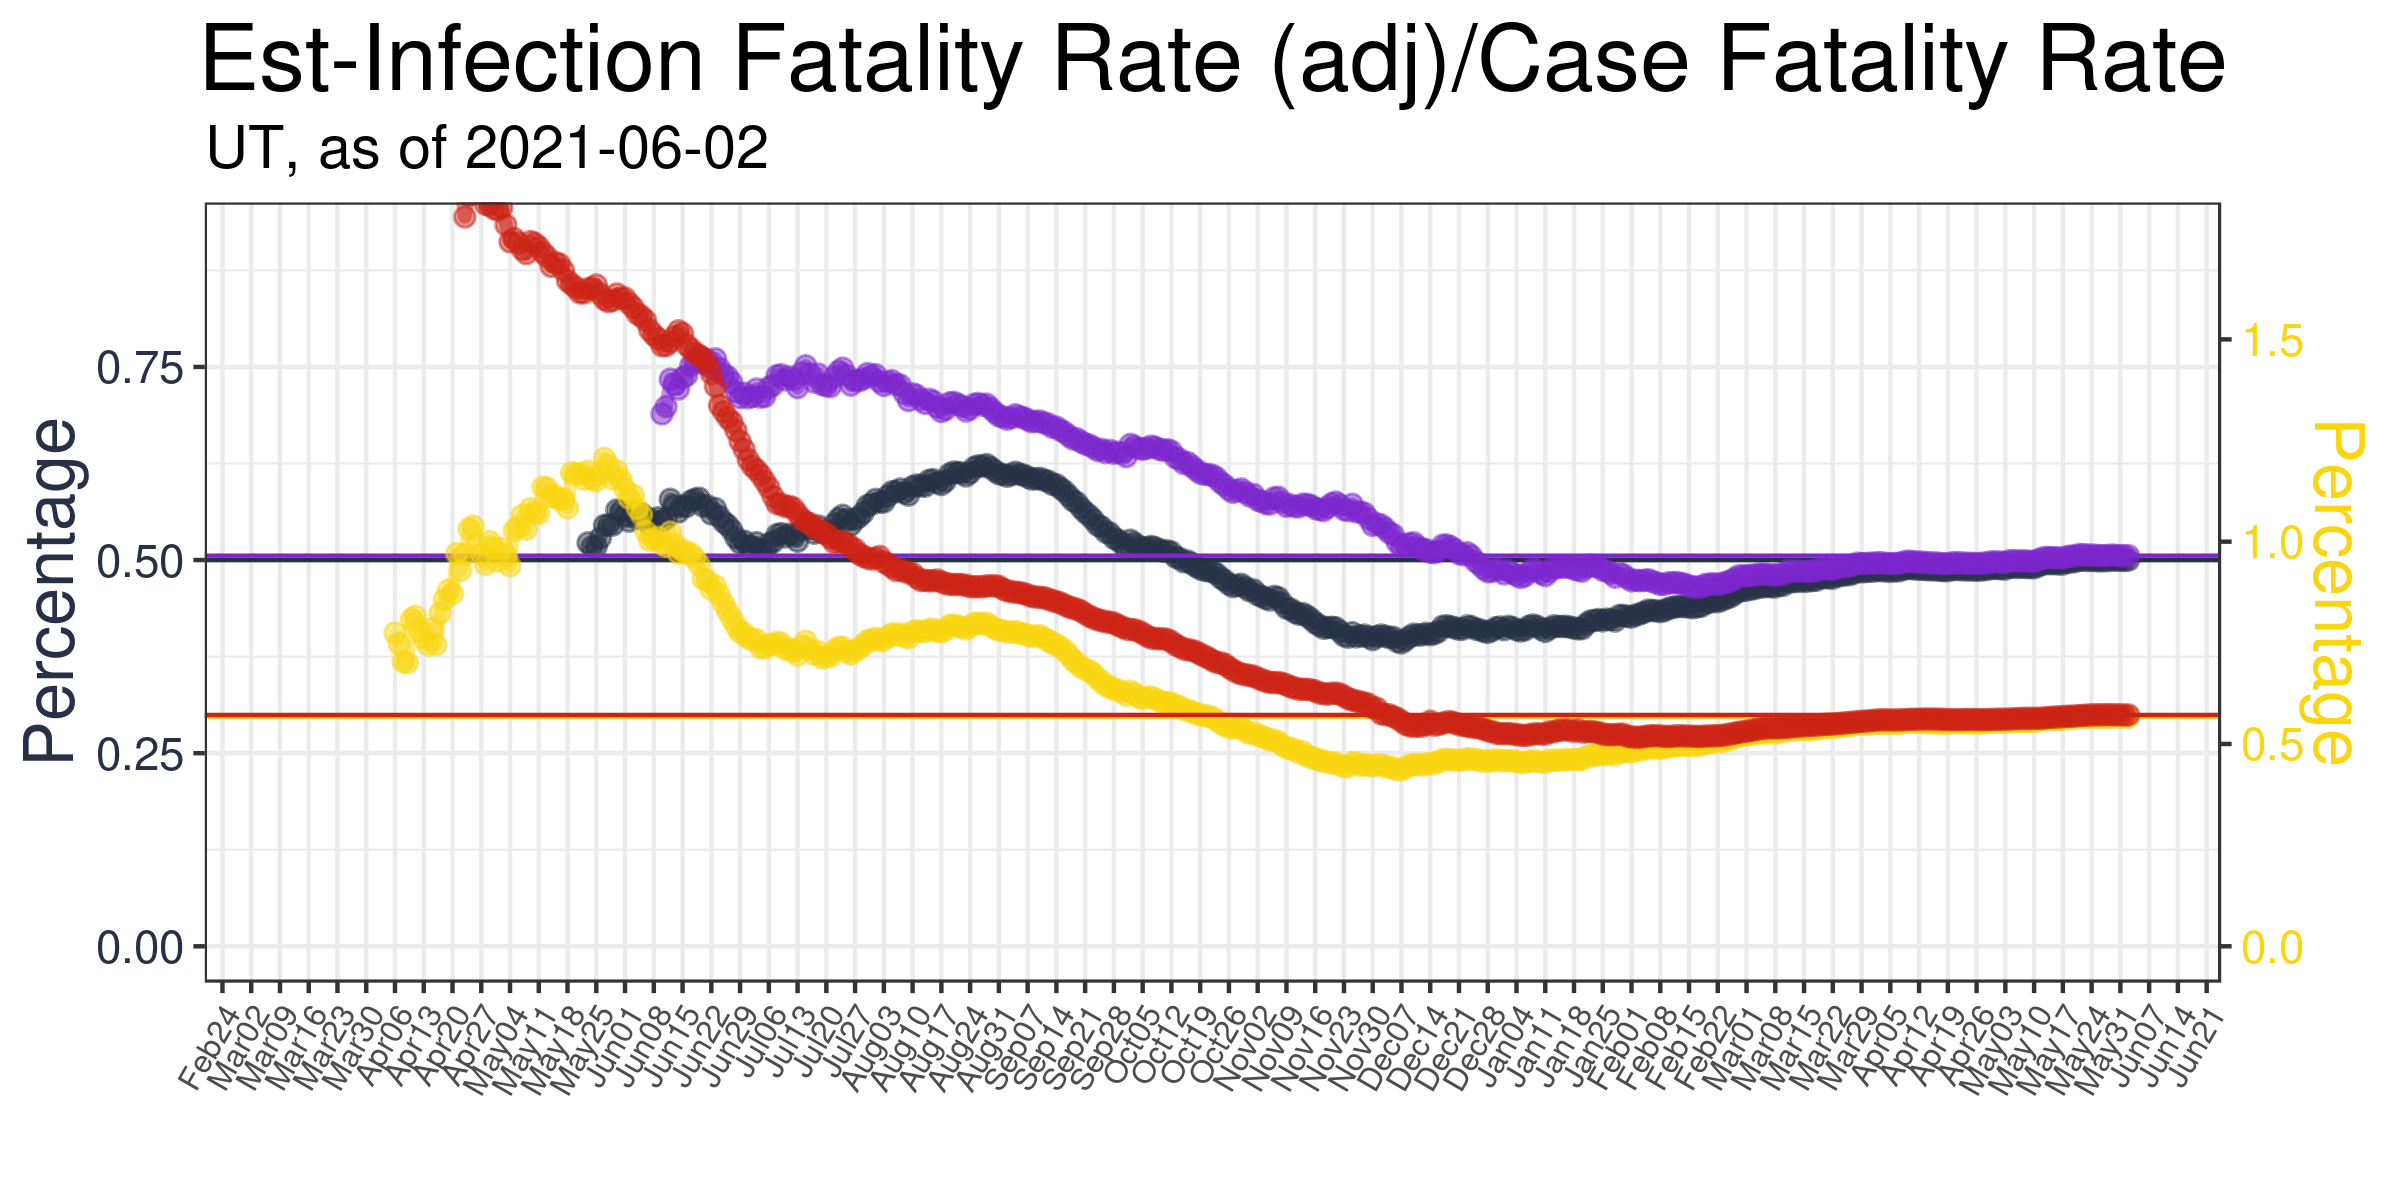 Est-Infection Fatality Rate (adj)/Case Fatality Rate
UT, as of 2021-06-02
Percentage
0.75
0.50
0.25
0.00
1.5
1.0
0.5
0.0
Percentage
Feb24
Mar02
Mar09
Mar16
Mar23
Mar30
Apr06
Apr13
Apr20
Apr27
May04
May11
May18
May25
Jun01
Jun08
Jun15
Jun22
Jun29
Jul06
Jul13
Jul20
Jul27
Aug03
Aug10
Aug17
Aug24
Aug31
Sep07
Sep14
Sep21
Sep28
Oct05
Oct12
Oct19
Oct26
Nov02
Nov09
Nov16
Nov23
Nov30
Dec07
Dec14
Dec21
Dec28
Jan04
Jan11
Jan18
Jan25
Feb01
Feb08
Feb15
Feb22
Mar01
Mar08
Mar15
Mar22
Mar29
Apr05
Apr12
Apr19
Apr26
May03
May10
May17
May24
May31
Jun07
Jun14
Jun21